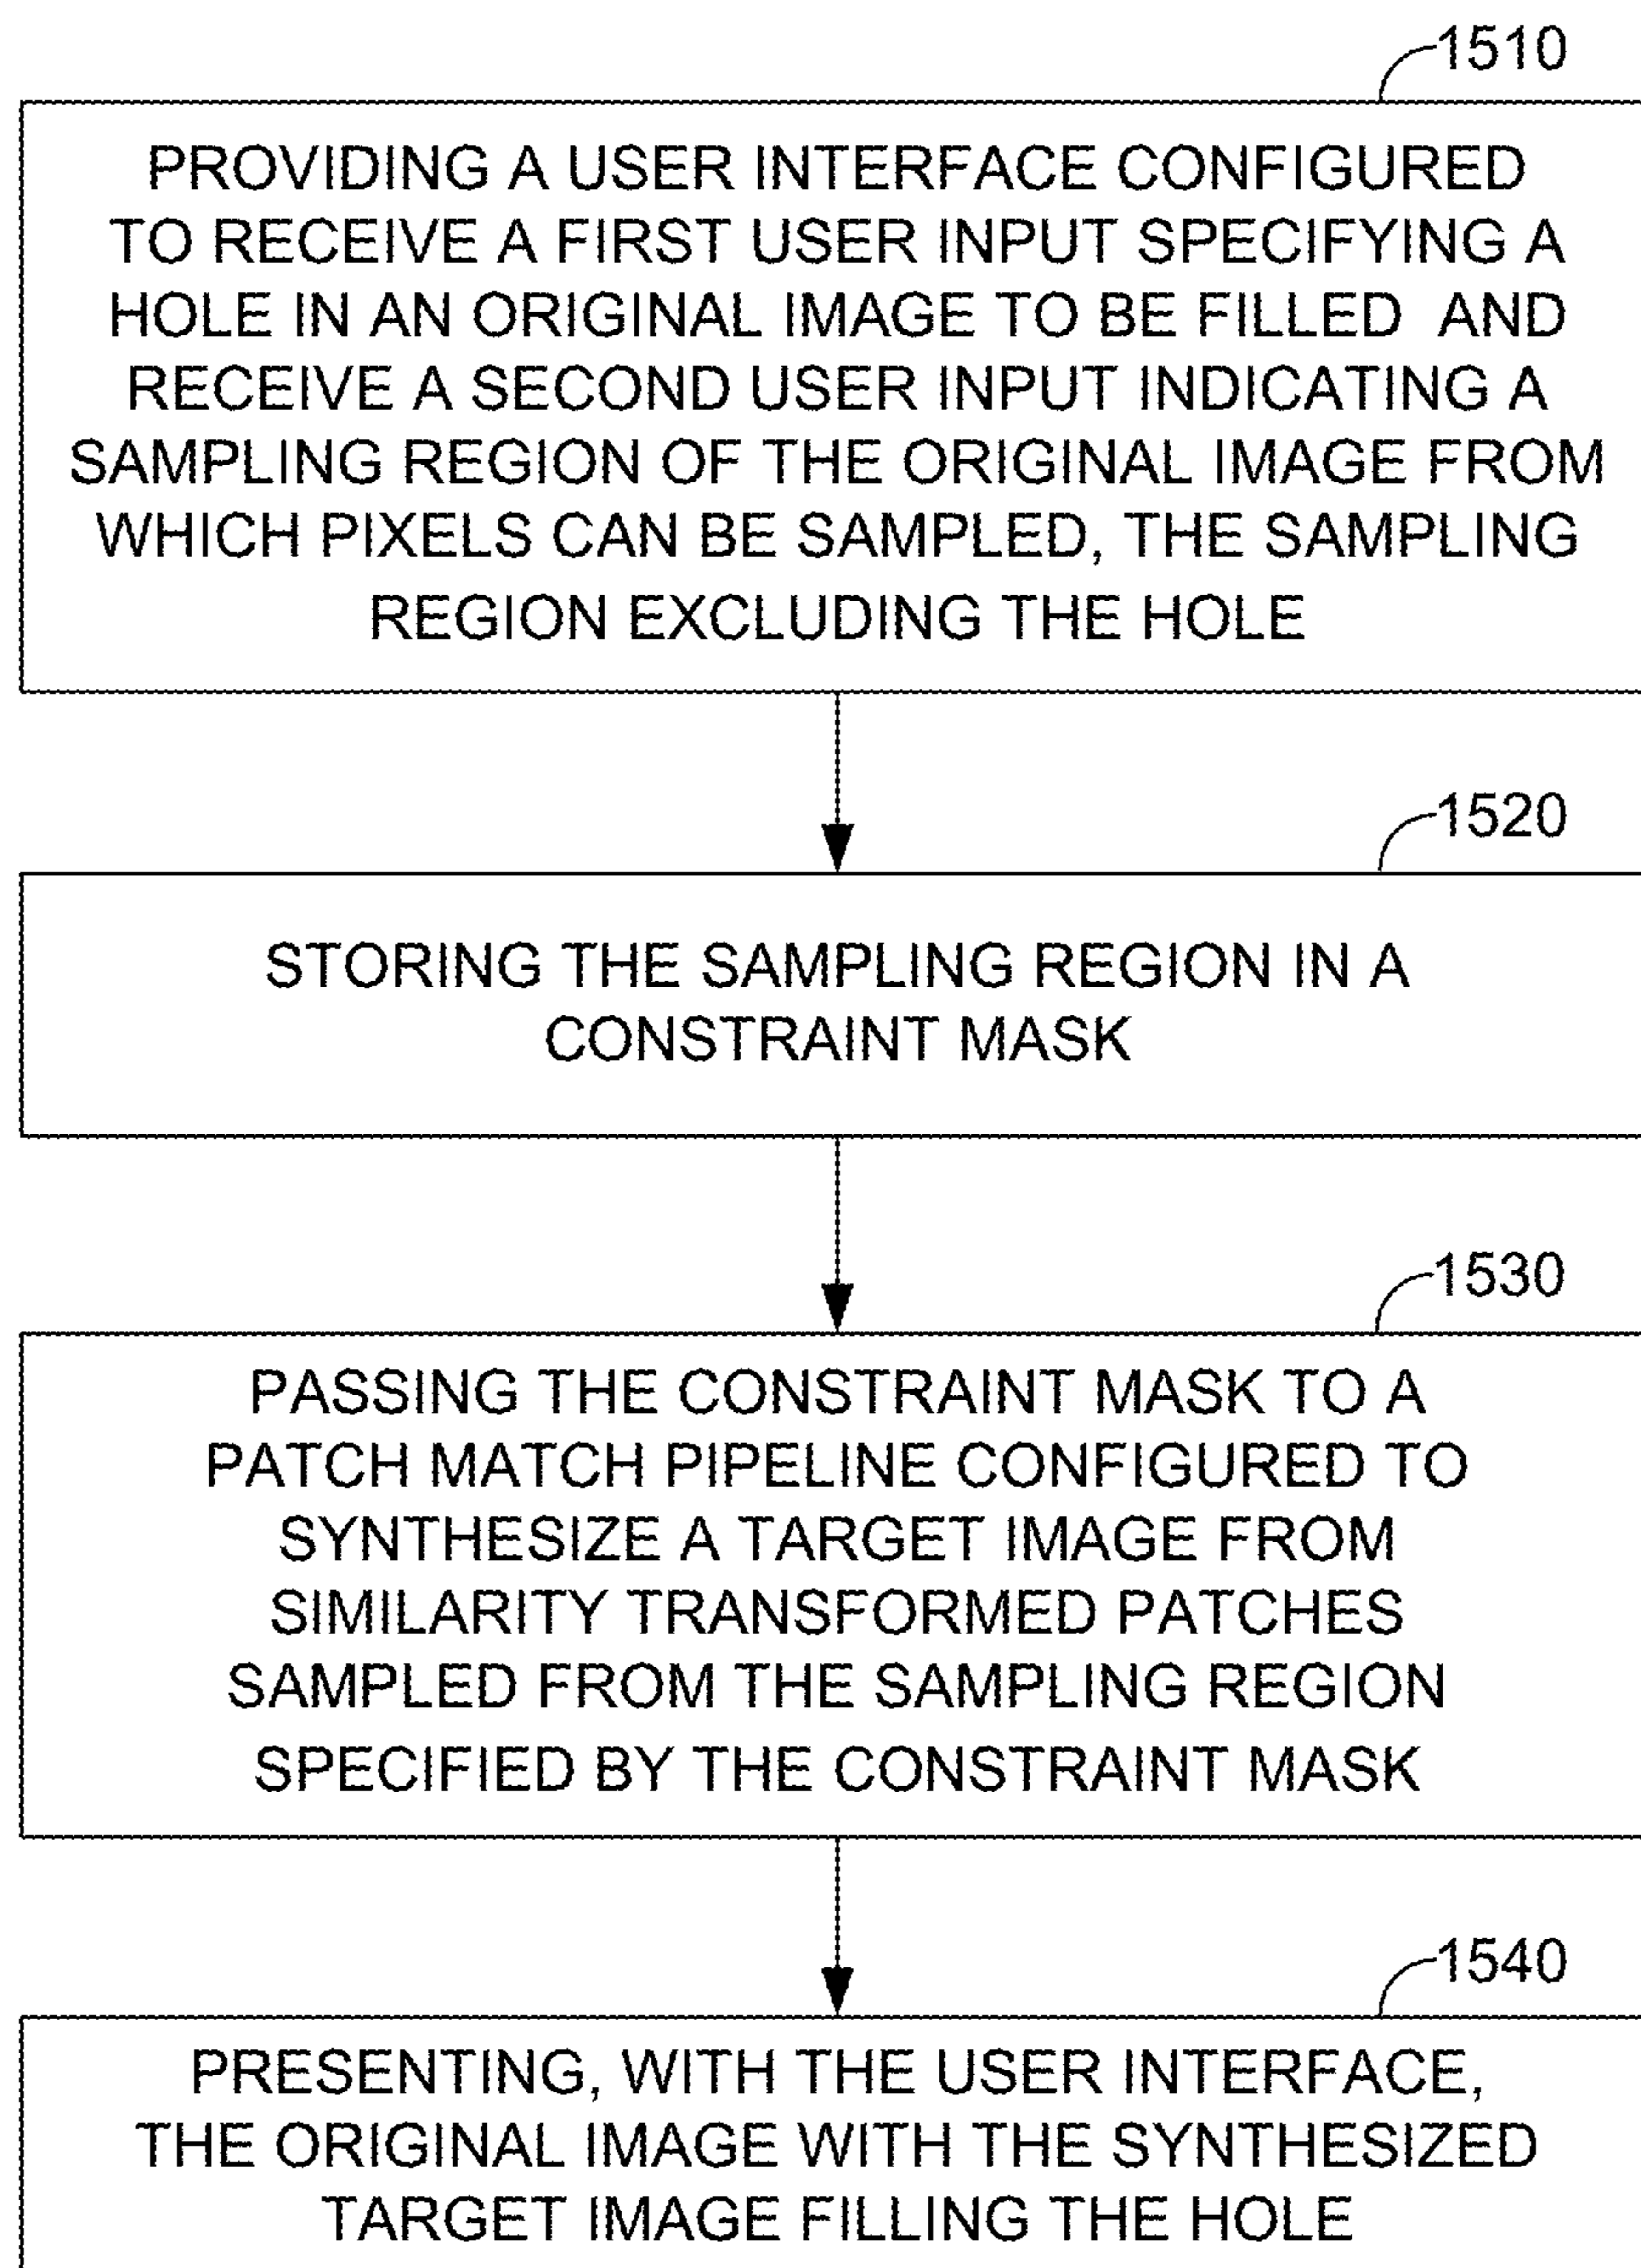 1510
PROVIDING A USER INTERFACE CONFIGURED
TO RECEIVE A FIRST USER INPUT SPECIFYING A
HOLE IN AN ORIGINAL IMAGE TO BE FILLED AND
RECEIVE A SECOND USER INPUT INDICATING A
SAMPLING REGION OF THE ORIGINAL IMAGE FROM
WHICH PIXELS CAN BE SAMPLED, THE SAMPLING
REGION EXCLUDING THE HOLE
1520
STORING THE SAMPLING REGION IN A
CONSTRAINT MASK
1530
PASSING THE CONSTRAINT MASK TO A
PATCH MATCH PIPELINE CONFIGURED TO
SYNTHESIZE A TARGET IMAGE FROM
SIMILARITY TRANSFORMED PATCHES
SAMPLED FROM THE SAMPLING REGION
SPECIFIED BY THE CONSTRAINT MASK
1540
PRESENTING, WITH THE USER INTERFACE,
THE ORIGINAL IMAGE WITH THE SYNTHESIZED
TARGET IMAGE FILLING THE HOLE